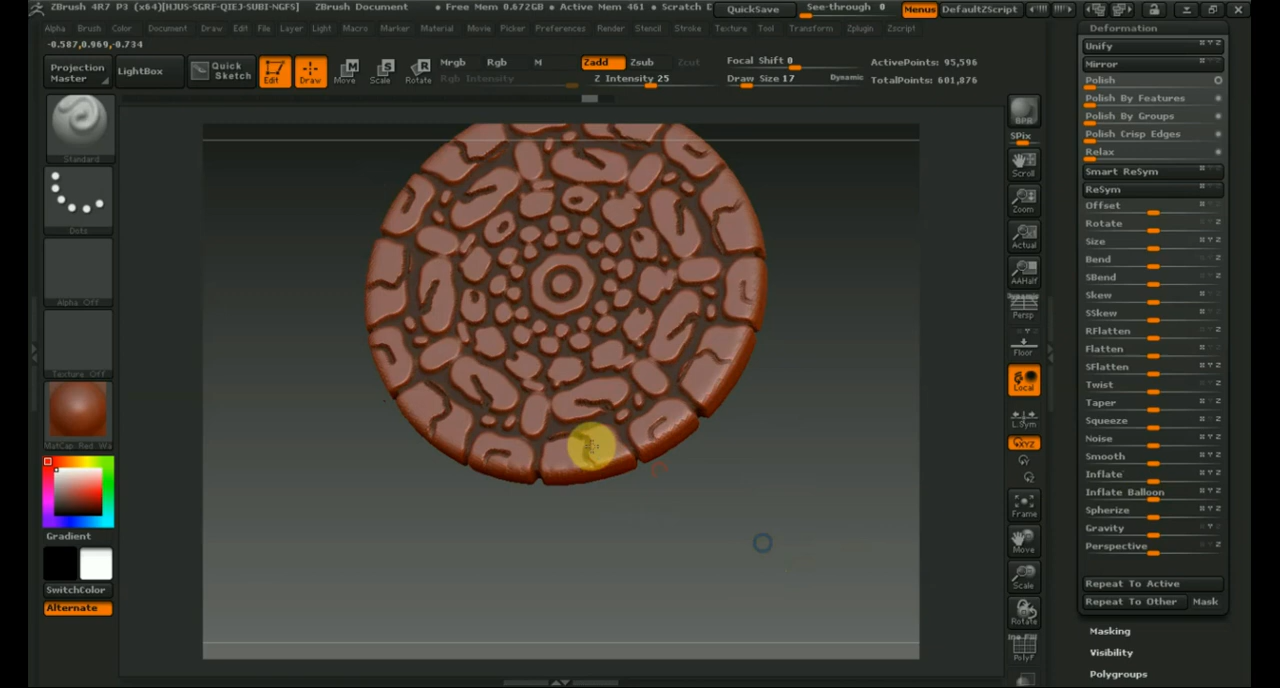 ZBrush 4R7 P3 (x64)[HJUS-SGRF-QIEJ-SUBI-NGFS] ZBrush Document • Free Mem 0.672GB • Active Mem 461 • Scratch D QuickSave See-through 0 Menus DefaultZScript
Alpha Brush Color Document Draw Edit File Layer Light Macro Marker Material Movie Picker Preferences Render Stencil Stroke Texture Tool Transform Zplugin Zscript
-0.587,0.969,-0.734
Projection Master
LightBox
Quick Sketch
Edit
Draw
Move
Scale
Rotate
Mrgb Rgb M
Rgb Intensity
Zadd Zsub Zcut
Z Intensity 25
Focal Shift 0
Draw Size 17 Dynamic
ActivePoints: 95,596
TotalPoints: 601,876
Standard
Dots
Alpha Off
Texture Off
MatCap Red Wa
Gradient
SwitchColor
Alternate
BPR
SPix
Scroll
Zoom
Actual
AAHalf
Dynamic
Persp
Floor
Local
L.Sym
XYZ
Frame
Move
Scale
Rotate
PolyF
Deformation
Unify
Mirror
Polish
Polish By Features
Polish By Groups
Polish Crisp Edges
Relax
Smart ReSym
ReSym
Offset
Rotate
Size
Bend
SBend
Skew
SSkew
RFlatten
Flatten
SFlatten
Twist
Taper
Squeeze
Noise
Smooth
Inflate
Inflate Balloon
Spherize
Gravity
Perspective
Repeat To Active
Repeat To Other Mask
Masking
Visibility
Polygroups